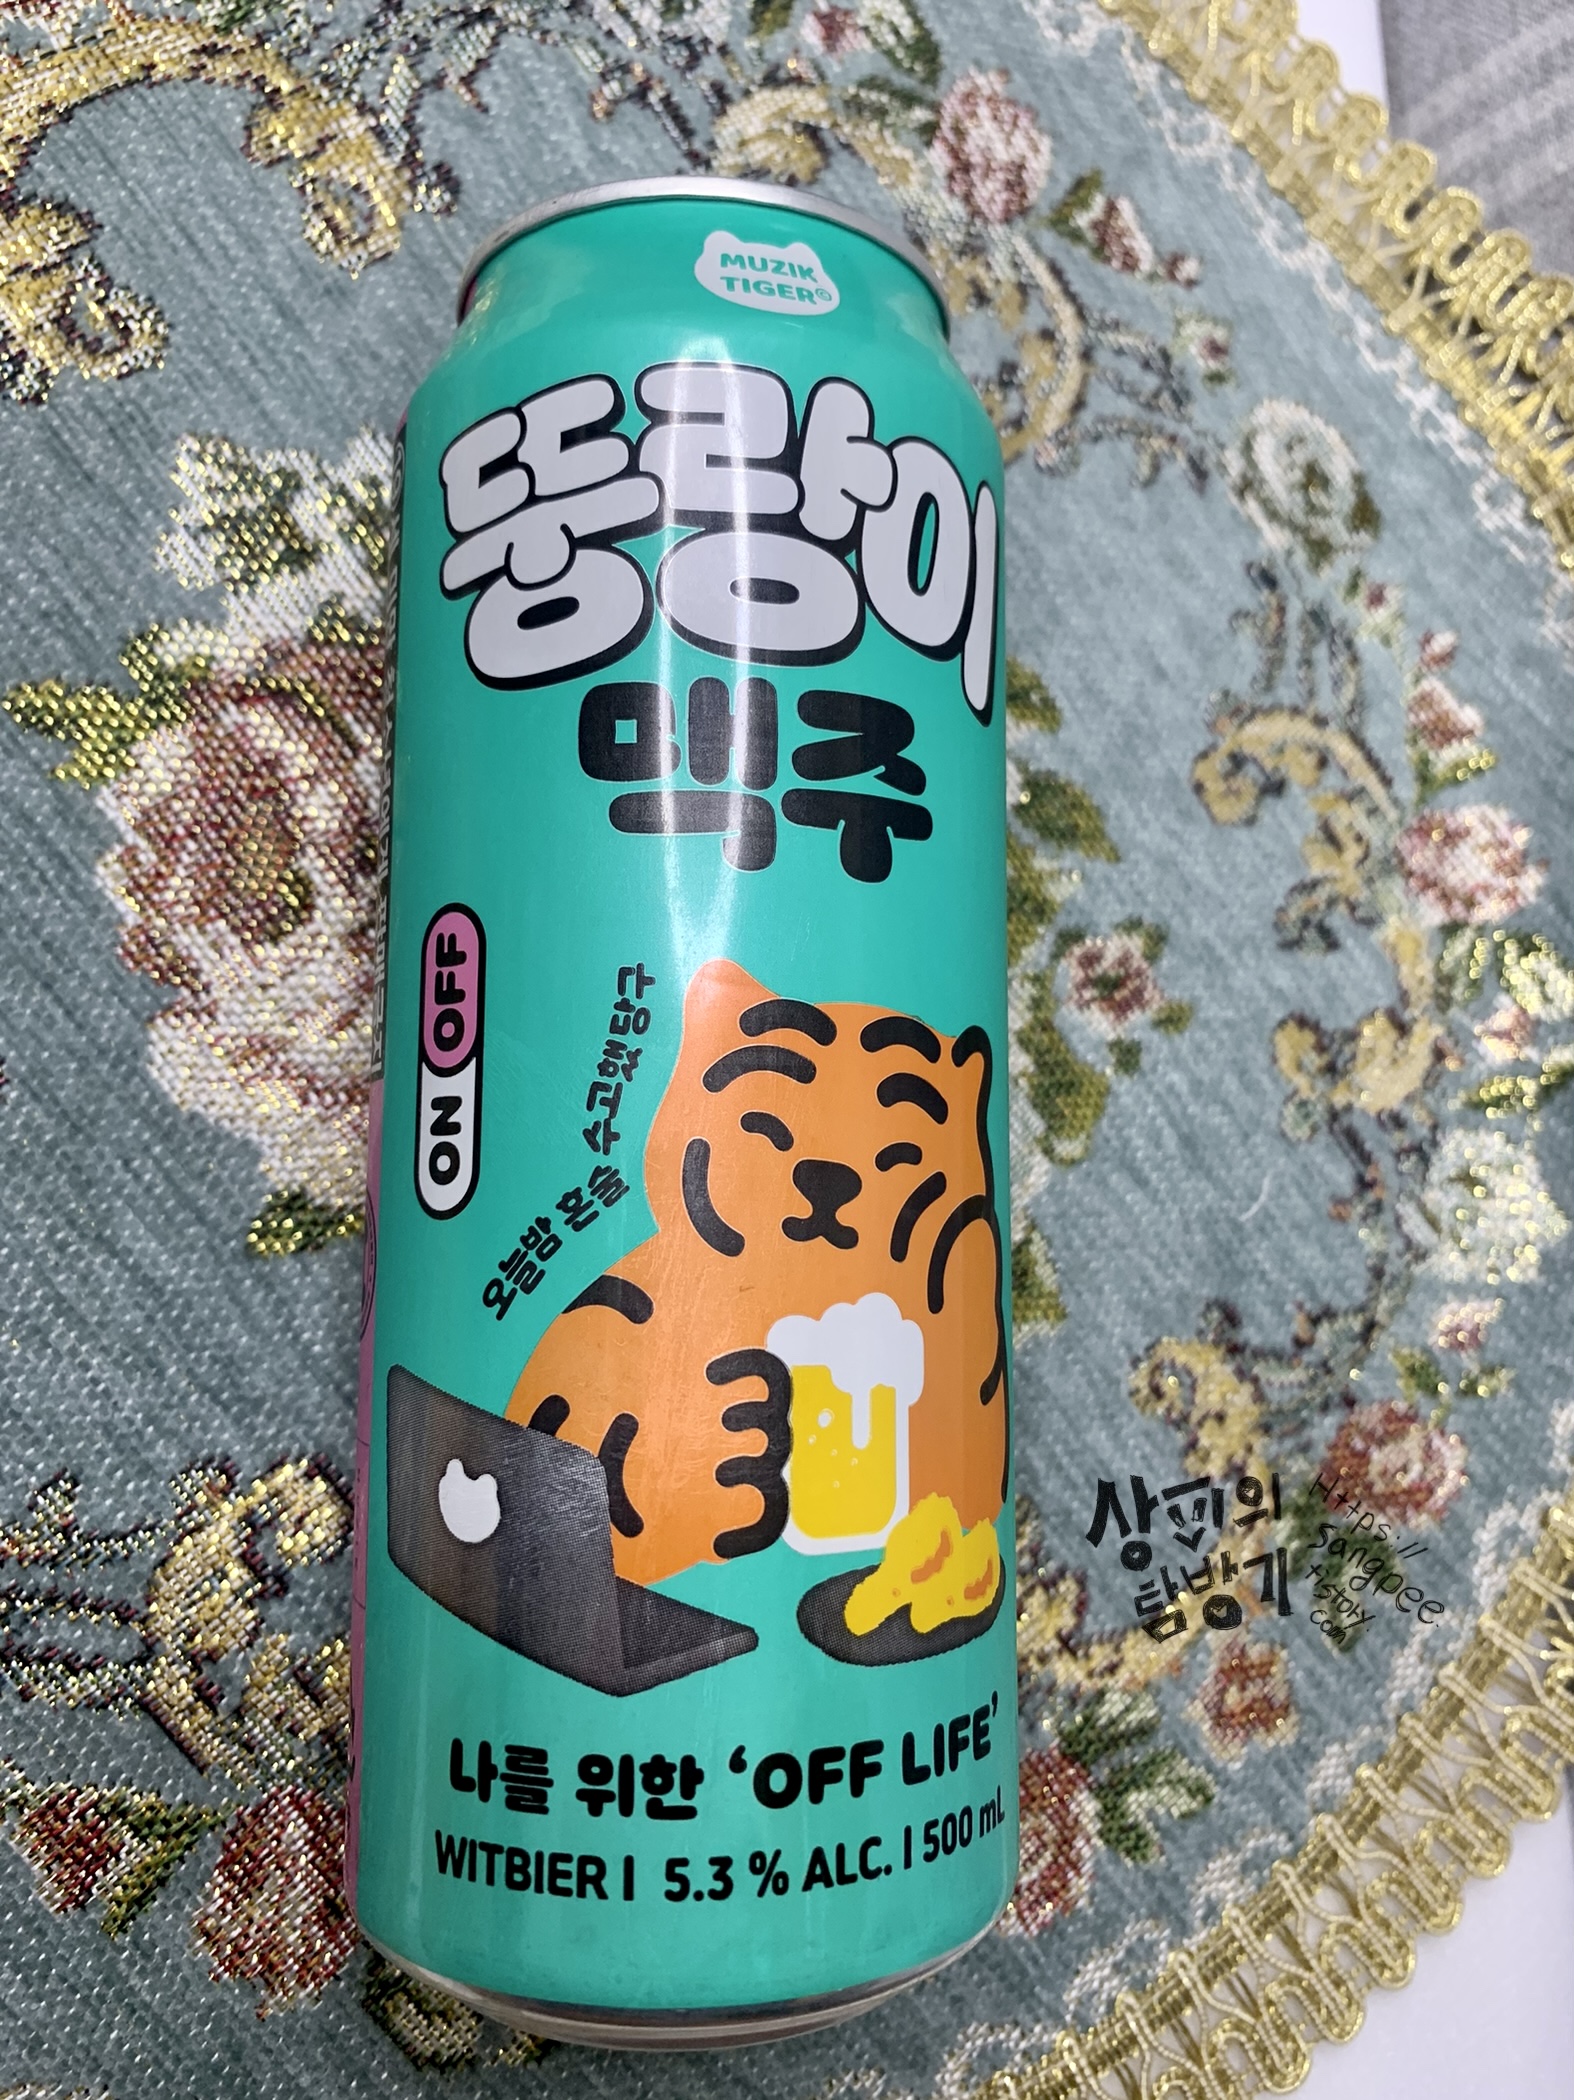 MUZIK
TIGER©
뚱랑이
맥주
ON OFF
오늘밤 혼술 수고했당구
나를 위한 ‘OFF LIFE’
WITBIER | 5.3 % ALC. | 500 mL
상피의
탐방기
Https://
sangpee.
tistory.
com